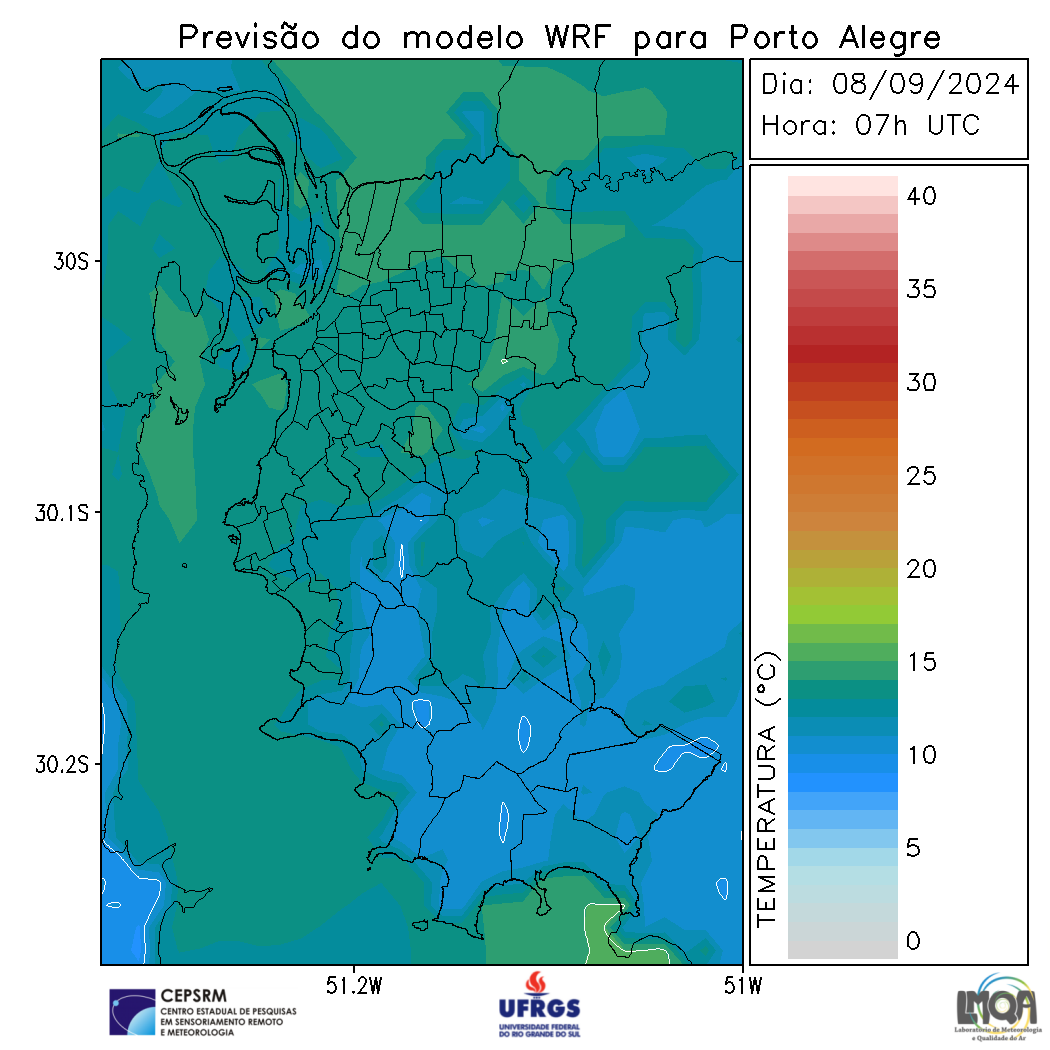 Previsão do modelo WRF para Porto Alegre
Dia: 08/09/2024
Hora: 07h UTC
40
35
30
25
20
15
10
5
0
TEMPERATURA (°C)
30S
30.1S
30.2S
51.2W
51W
CEPSRM
CENTRO ESTADUAL DE PESQUISAS
EM SENSORIAMENTO REMOTO
E METEOROLOGIA
UFRGS
UNIVERSIDADE FEDERAL
DO RIO GRANDE DO SUL
LMQA
Laboratório de Meteorologia
e Qualidade do Ar